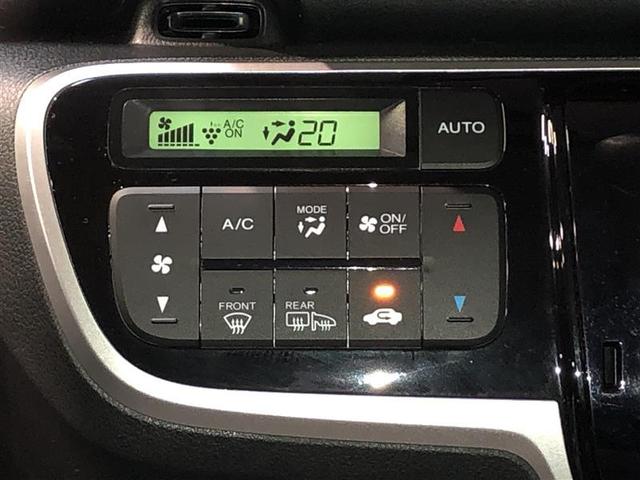 A/C
ON
20
AUTO
A/C
MODE
ON/
OFF
FRONT
REAR